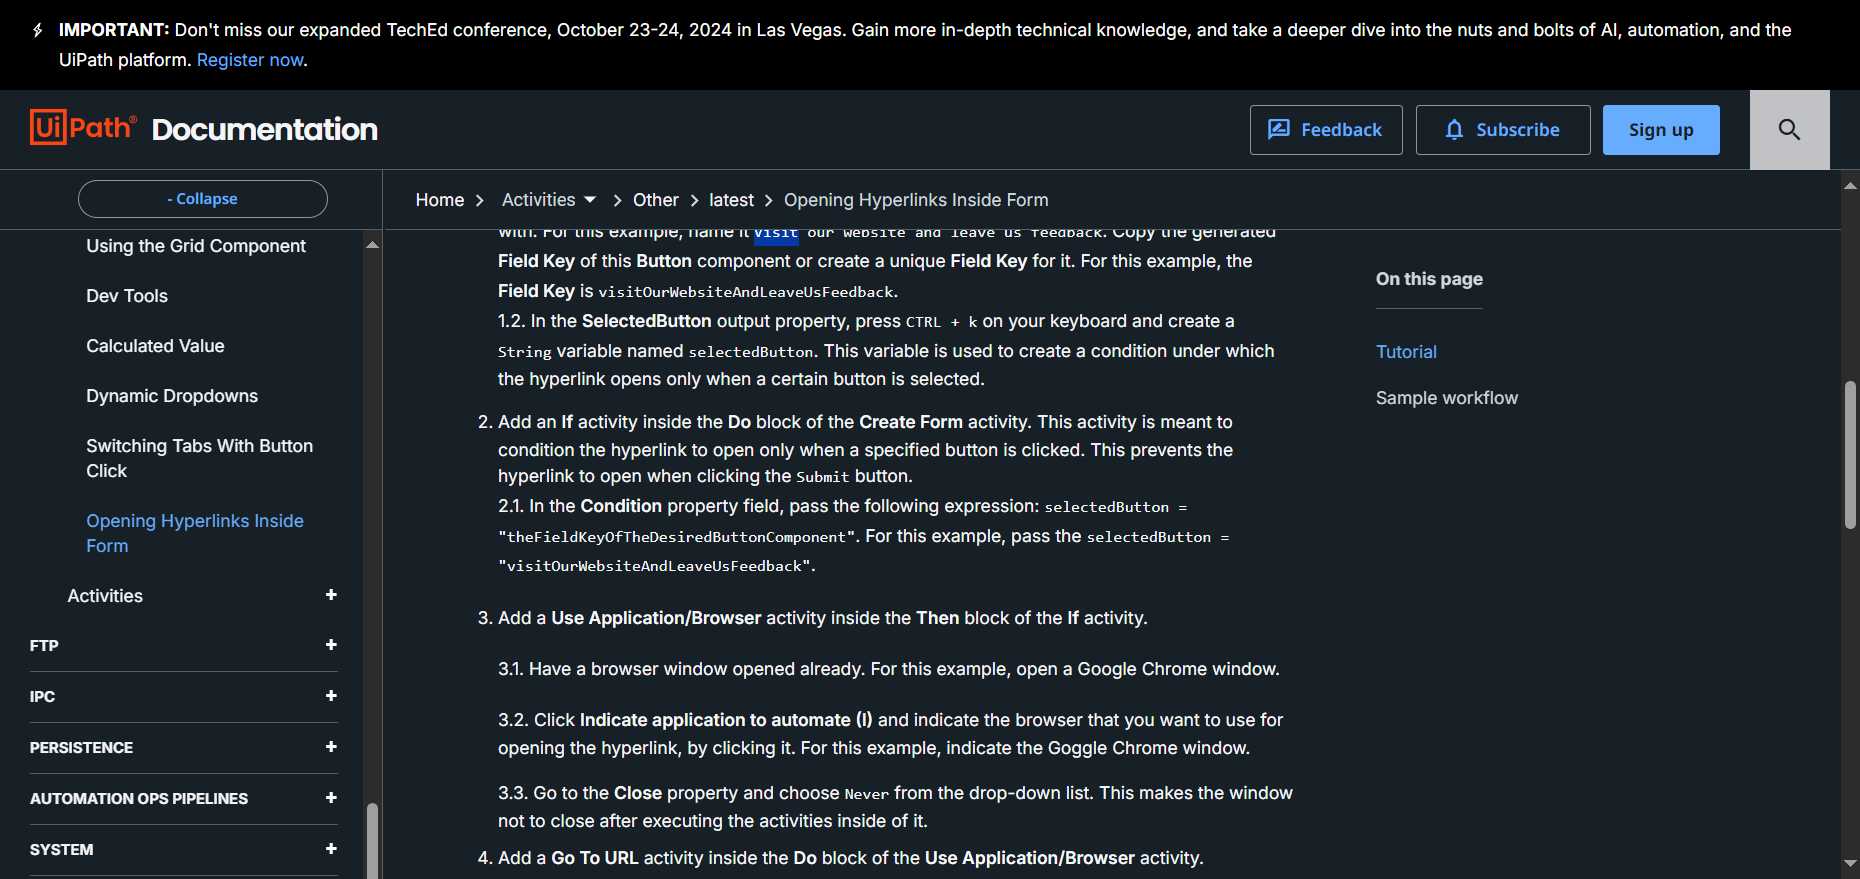 IMPORTANT: Don't miss our expanded TechEd conference, October 23-24, 2024 in Las Vegas. Gain more in-depth technical knowledge, and take a deeper dive into the nuts and bolts of AI, automation, and the
UiPath platform. Register now.
UiPath® Documentation
Feedback
Subscribe
Sign up
- Collapse
Home > Activities > Other > latest > Opening Hyperlinks Inside Form
Using the Grid Component
Dev Tools
Calculated Value
Dynamic Dropdowns
Switching Tabs With Button
Click
Opening Hyperlinks Inside
Form
Activities +
FTP +
IPC +
PERSISTENCE +
AUTOMATION OPS PIPELINES +
SYSTEM +
with. For this example, name it visit our website and leave us feedback. Copy the generated
Field Key of this Button component or create a unique Field Key for it. For this example, the
Field Key is visitOurWebsiteAndLeaveUsFeedback.
1.2. In the SelectedButton output property, press CTRL + k on your keyboard and create a
String variable named selectedButton. This variable is used to create a condition under which
the hyperlink opens only when a certain button is selected.
2. Add an If activity inside the Do block of the Create Form activity. This activity is meant to
condition the hyperlink to open only when a specified button is clicked. This prevents the
hyperlink to open when clicking the Submit button.
2.1. In the Condition property field, pass the following expression: selectedButton =
"theFieldKeyOfTheDesiredButtonComponent". For this example, pass the selectedButton =
"visitOurWebsiteAndLeaveUsFeedback".
3. Add a Use Application/Browser activity inside the Then block of the If activity.
3.1. Have a browser window opened already. For this example, open a Google Chrome window.
3.2. Click Indicate application to automate (I) and indicate the browser that you want to use for
opening the hyperlink, by clicking it. For this example, indicate the Goggle Chrome window.
3.3. Go to the Close property and choose Never from the drop-down list. This makes the window
not to close after executing the activities inside of it.
4. Add a Go To URL activity inside the Do block of the Use Application/Browser activity.
On this page
Tutorial
Sample workflow